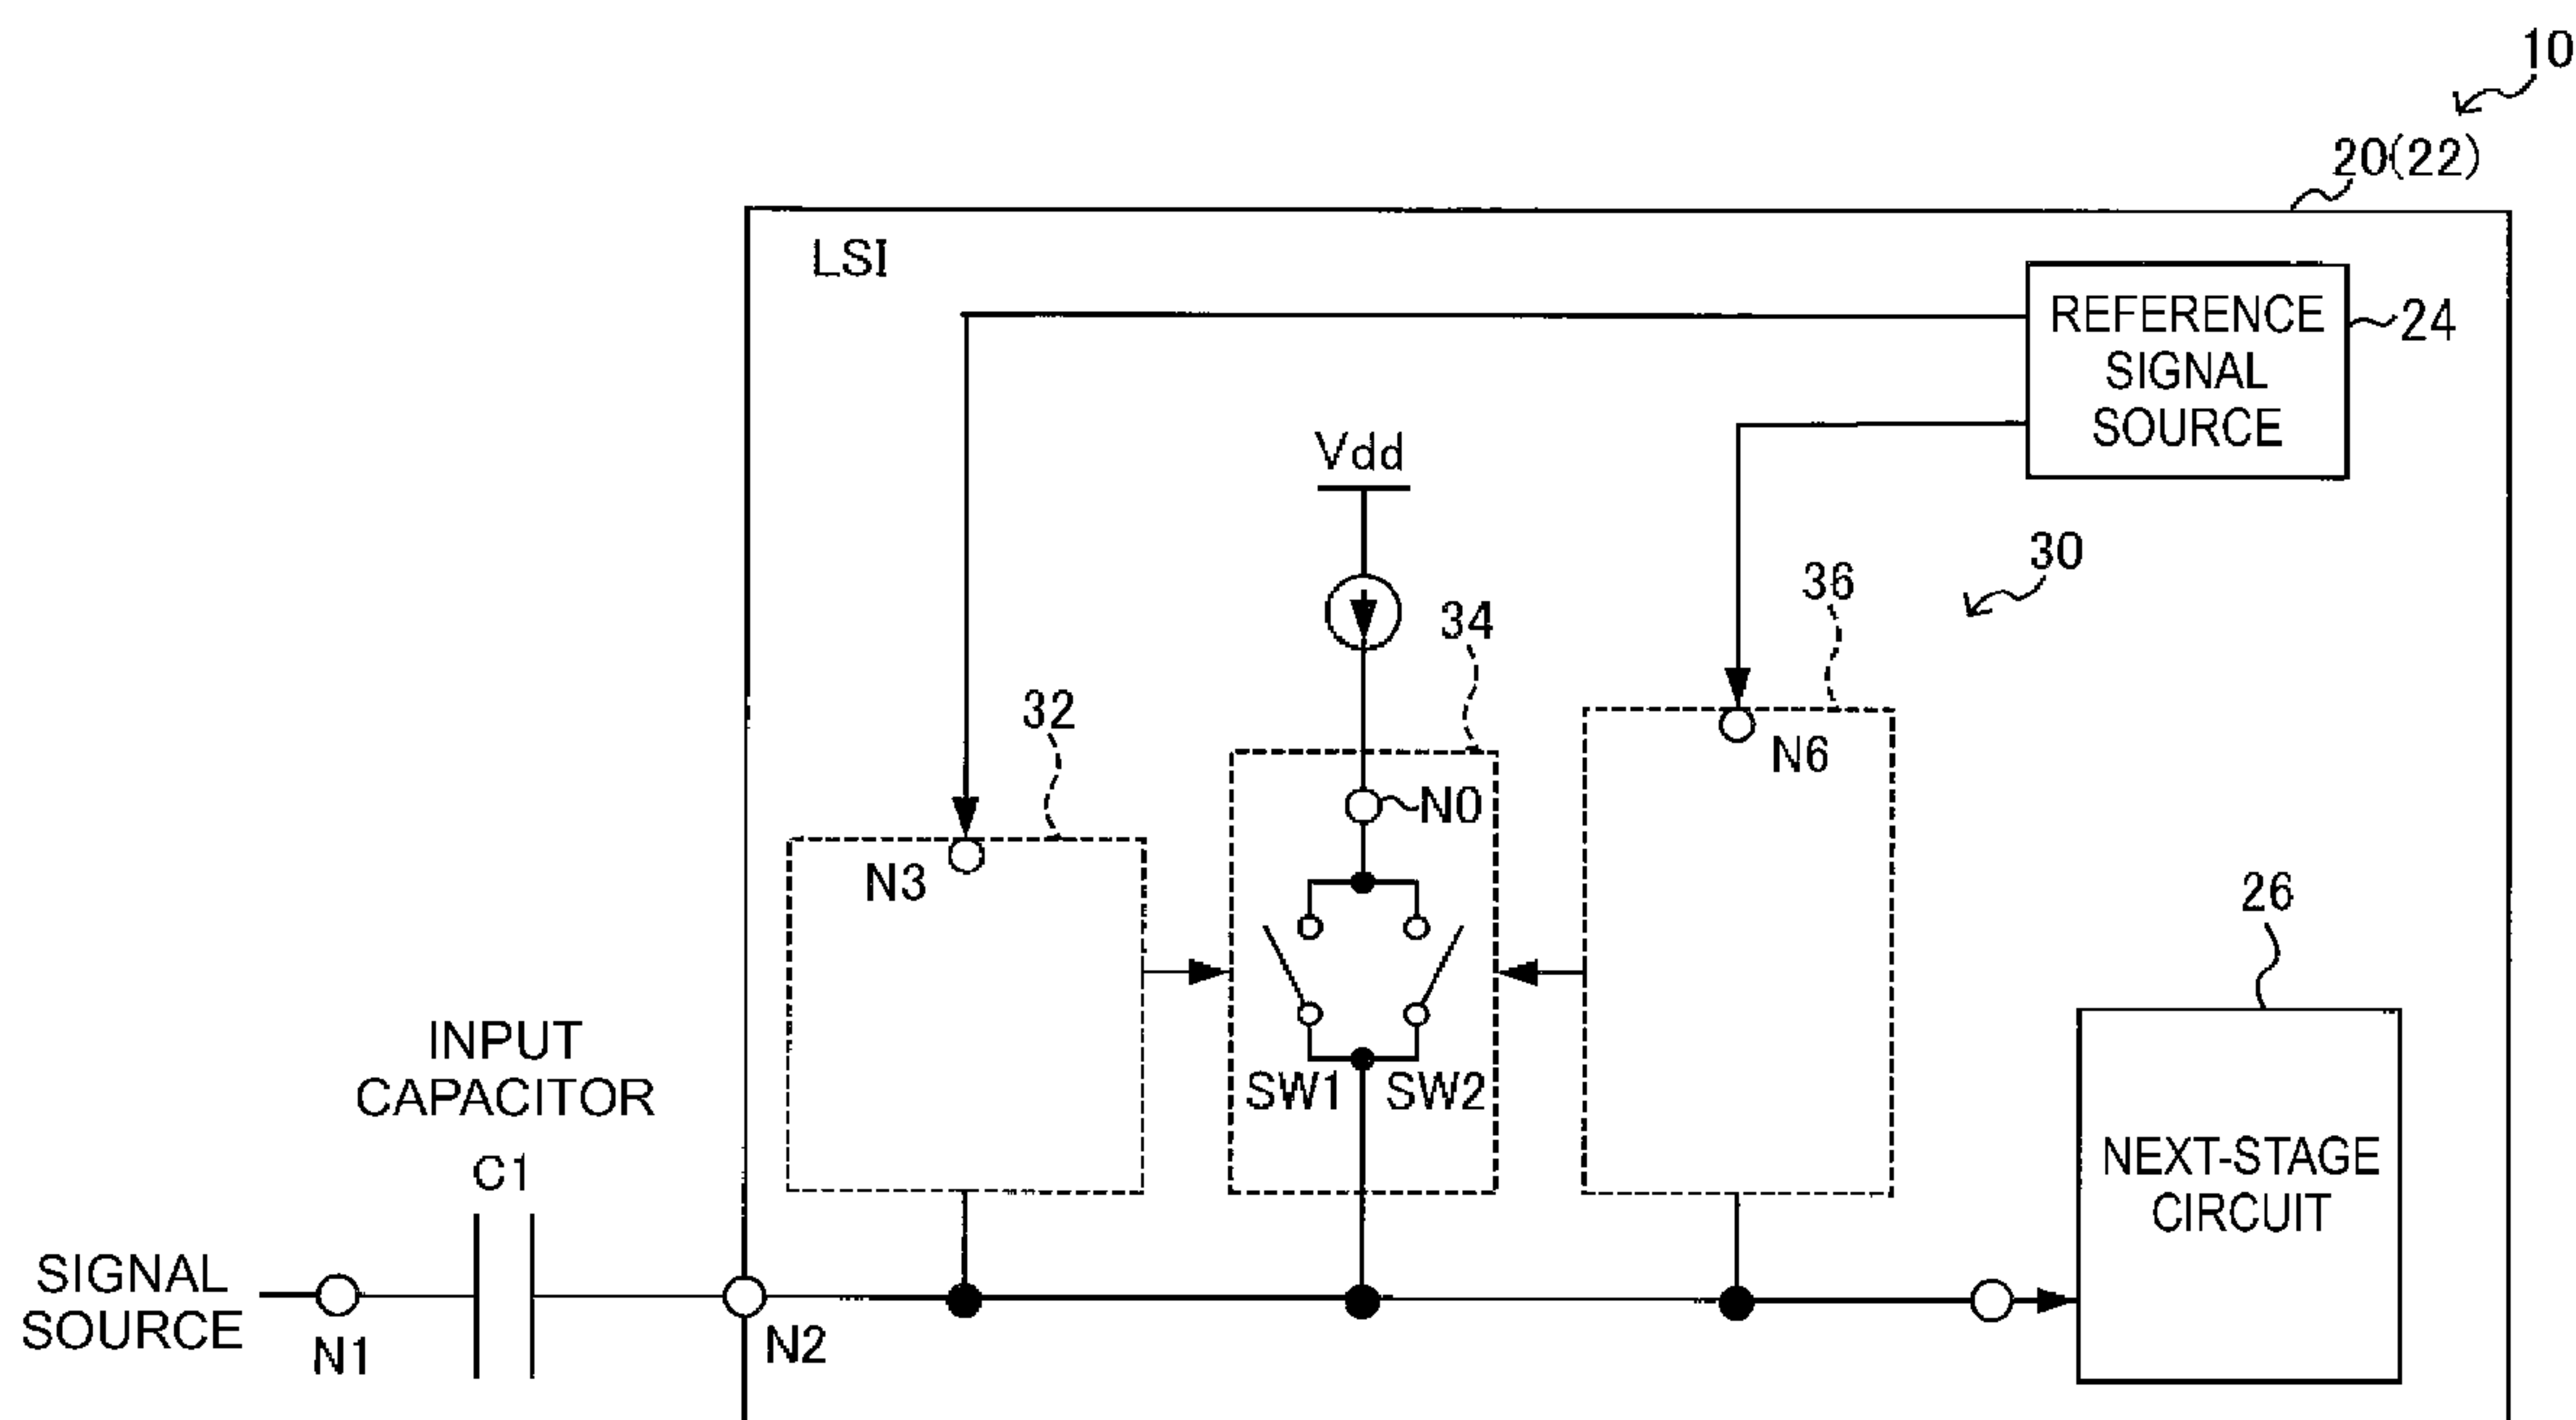 10
20(22)
LSI
REFERENCE
SIGNAL
SOURCE
24
Vdd
30
36
34
32
N6
N0
N3
26
INPUT
CAPACITOR
C1
SW1
SW2
NEXT-STAGE
CIRCUIT
SIGNAL
SOURCE
N1
N2